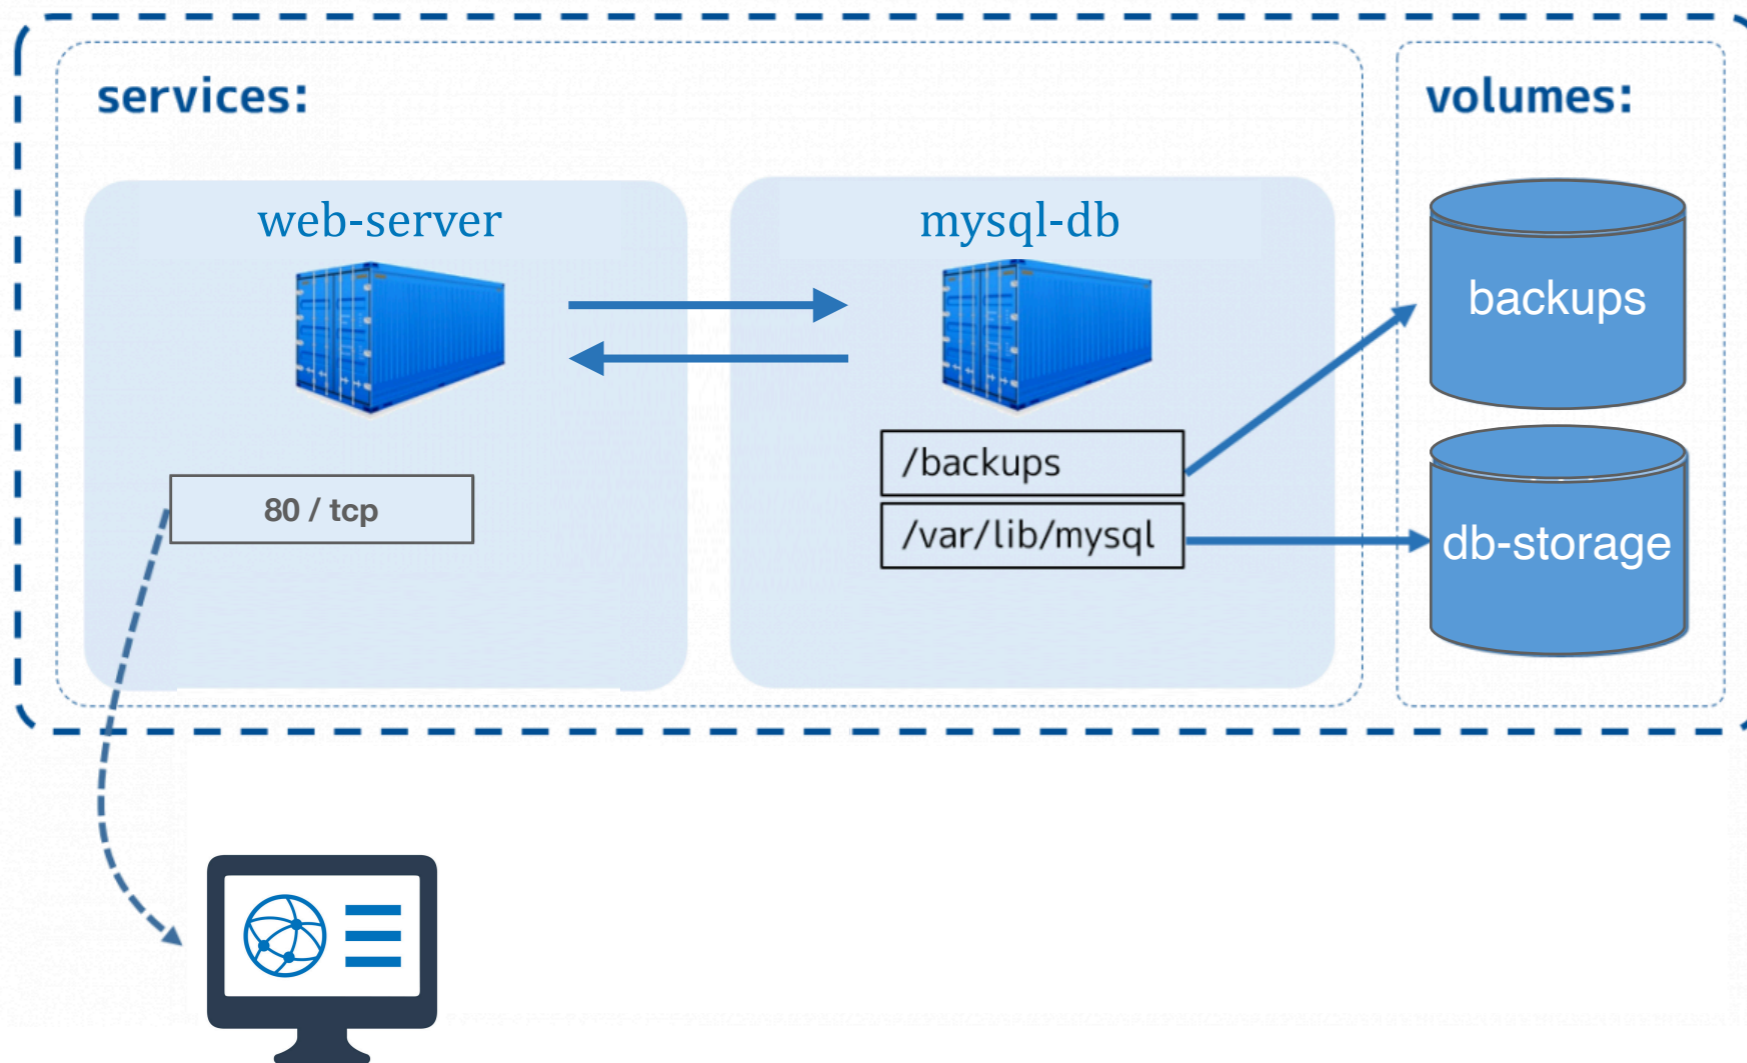 services:
volumes:
web-server
mysql-db
backups
/backups
80 / tcp
/var/lib/mysql
db-storage